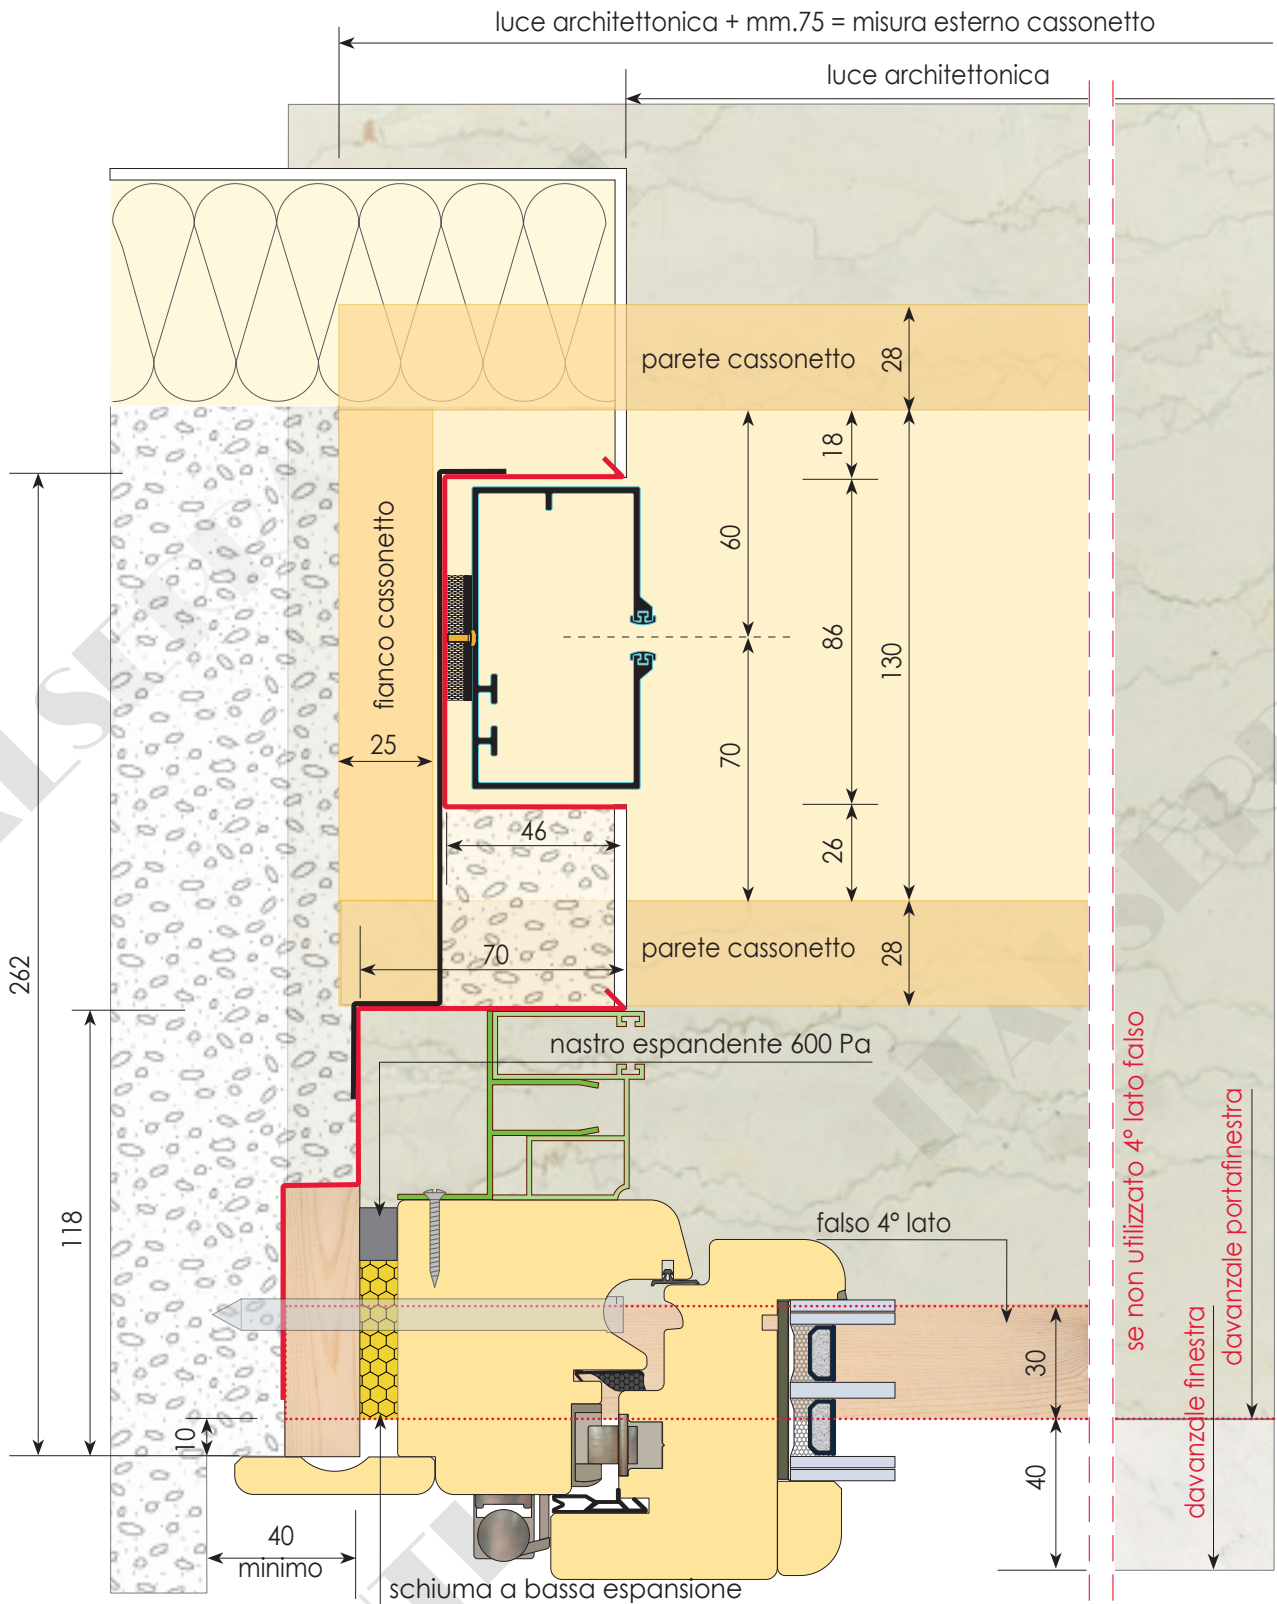 luce architettonica + mm.75 = misura esterno cassonetto
luce architettonica
parete cassonetto
28
18
60
fianco cassonetto
86
130
25
70
46
26
262
70
parete cassonetto
28
nastro espandente 600 Pa
se non utilizzato 4° lato falso
davanzale portafinestra
davanzale finestra
118
falso 4° lato
30
10
40
40
minimo
schiuma a bassa espansione